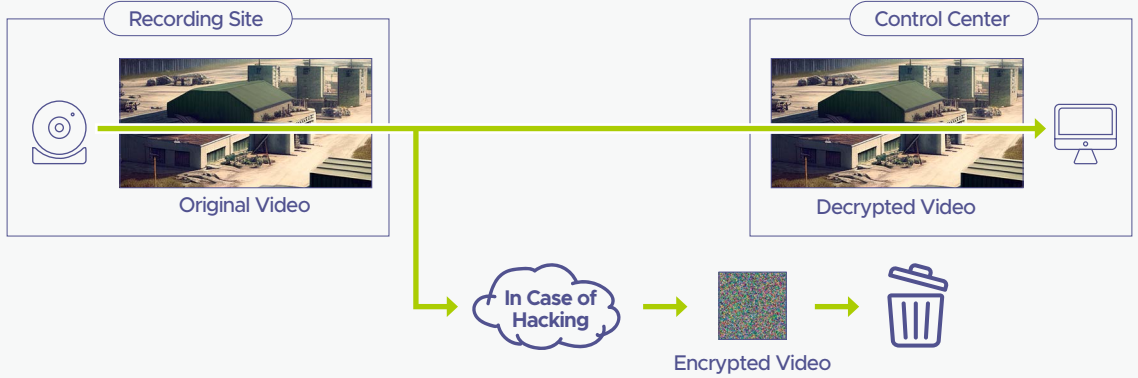 Recording Site
Control Center
Original Video
Decrypted Video
In Case of
Hacking
Encrypted Video